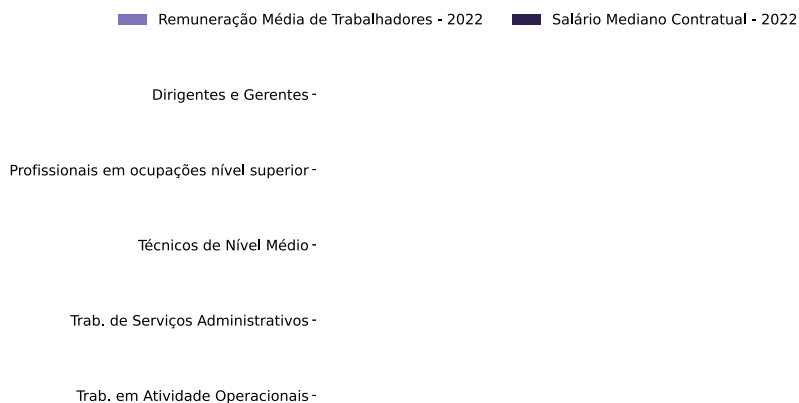 Remuneração Média de Trabalhadores - 2022 Salário Mediano Contratual - 2022
Dirigentes e Gerentes
Profissionais em ocupações nível superior
Técnicos de Nível Médio
Trab. de Serviços Administrativos
Trab. em Atividade Operacionais